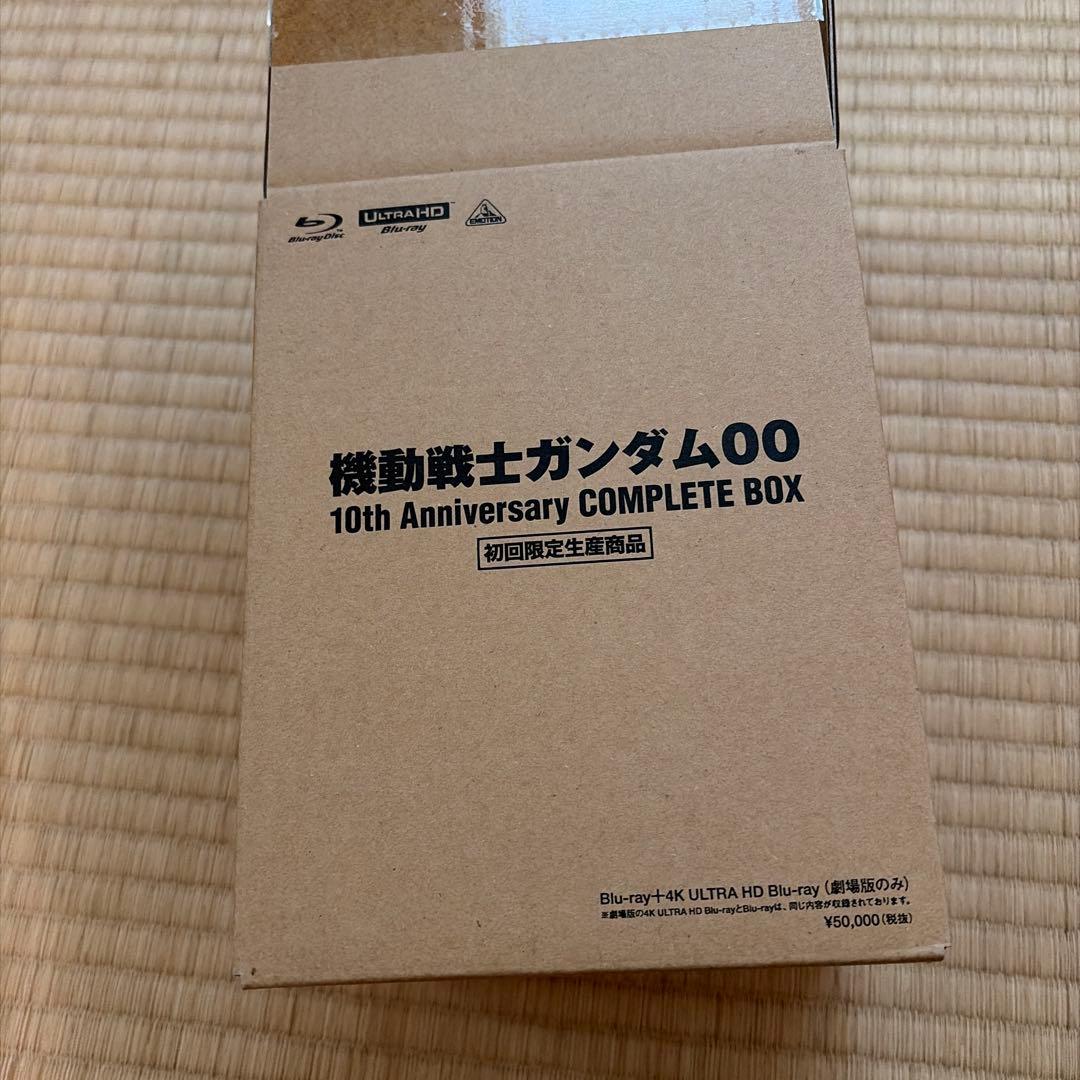 Blu-ray Disc™
ULTRA HD™
Blu-ray
EMOTION
機動戦士ガンダム00
10th Anniversary COMPLETE BOX
初回限定生産商品
Blu-ray+4K ULTRA HD Blu-ray (劇場版のみ)
※劇場版の4K ULTRA HD Blu-rayとBlu-rayは、同じ内容が収録されております。
¥50,000(税抜)